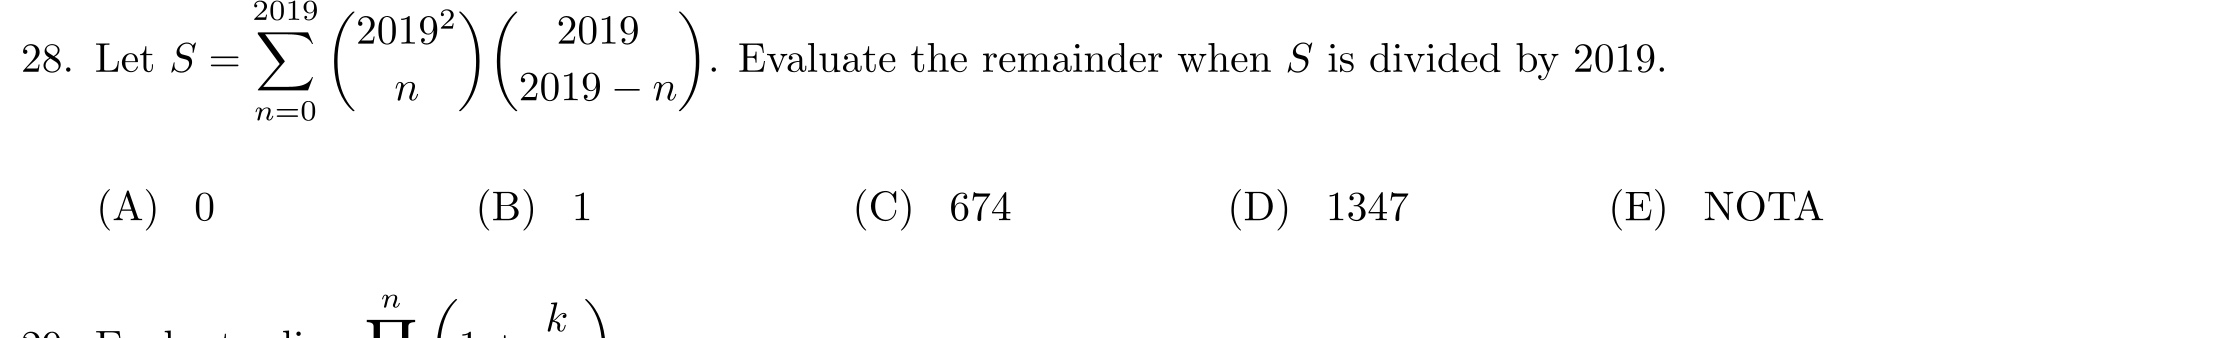 28. Let $S = \sum_{n=0}^{2019} \binom{2019^2}{n} \binom{2019}{2019-n}$. Evaluate the remainder when $S$ is divided by 2019.
(A) 0 (B) 1 (C) 674 (D) 1347 (E) NOTA
n
k